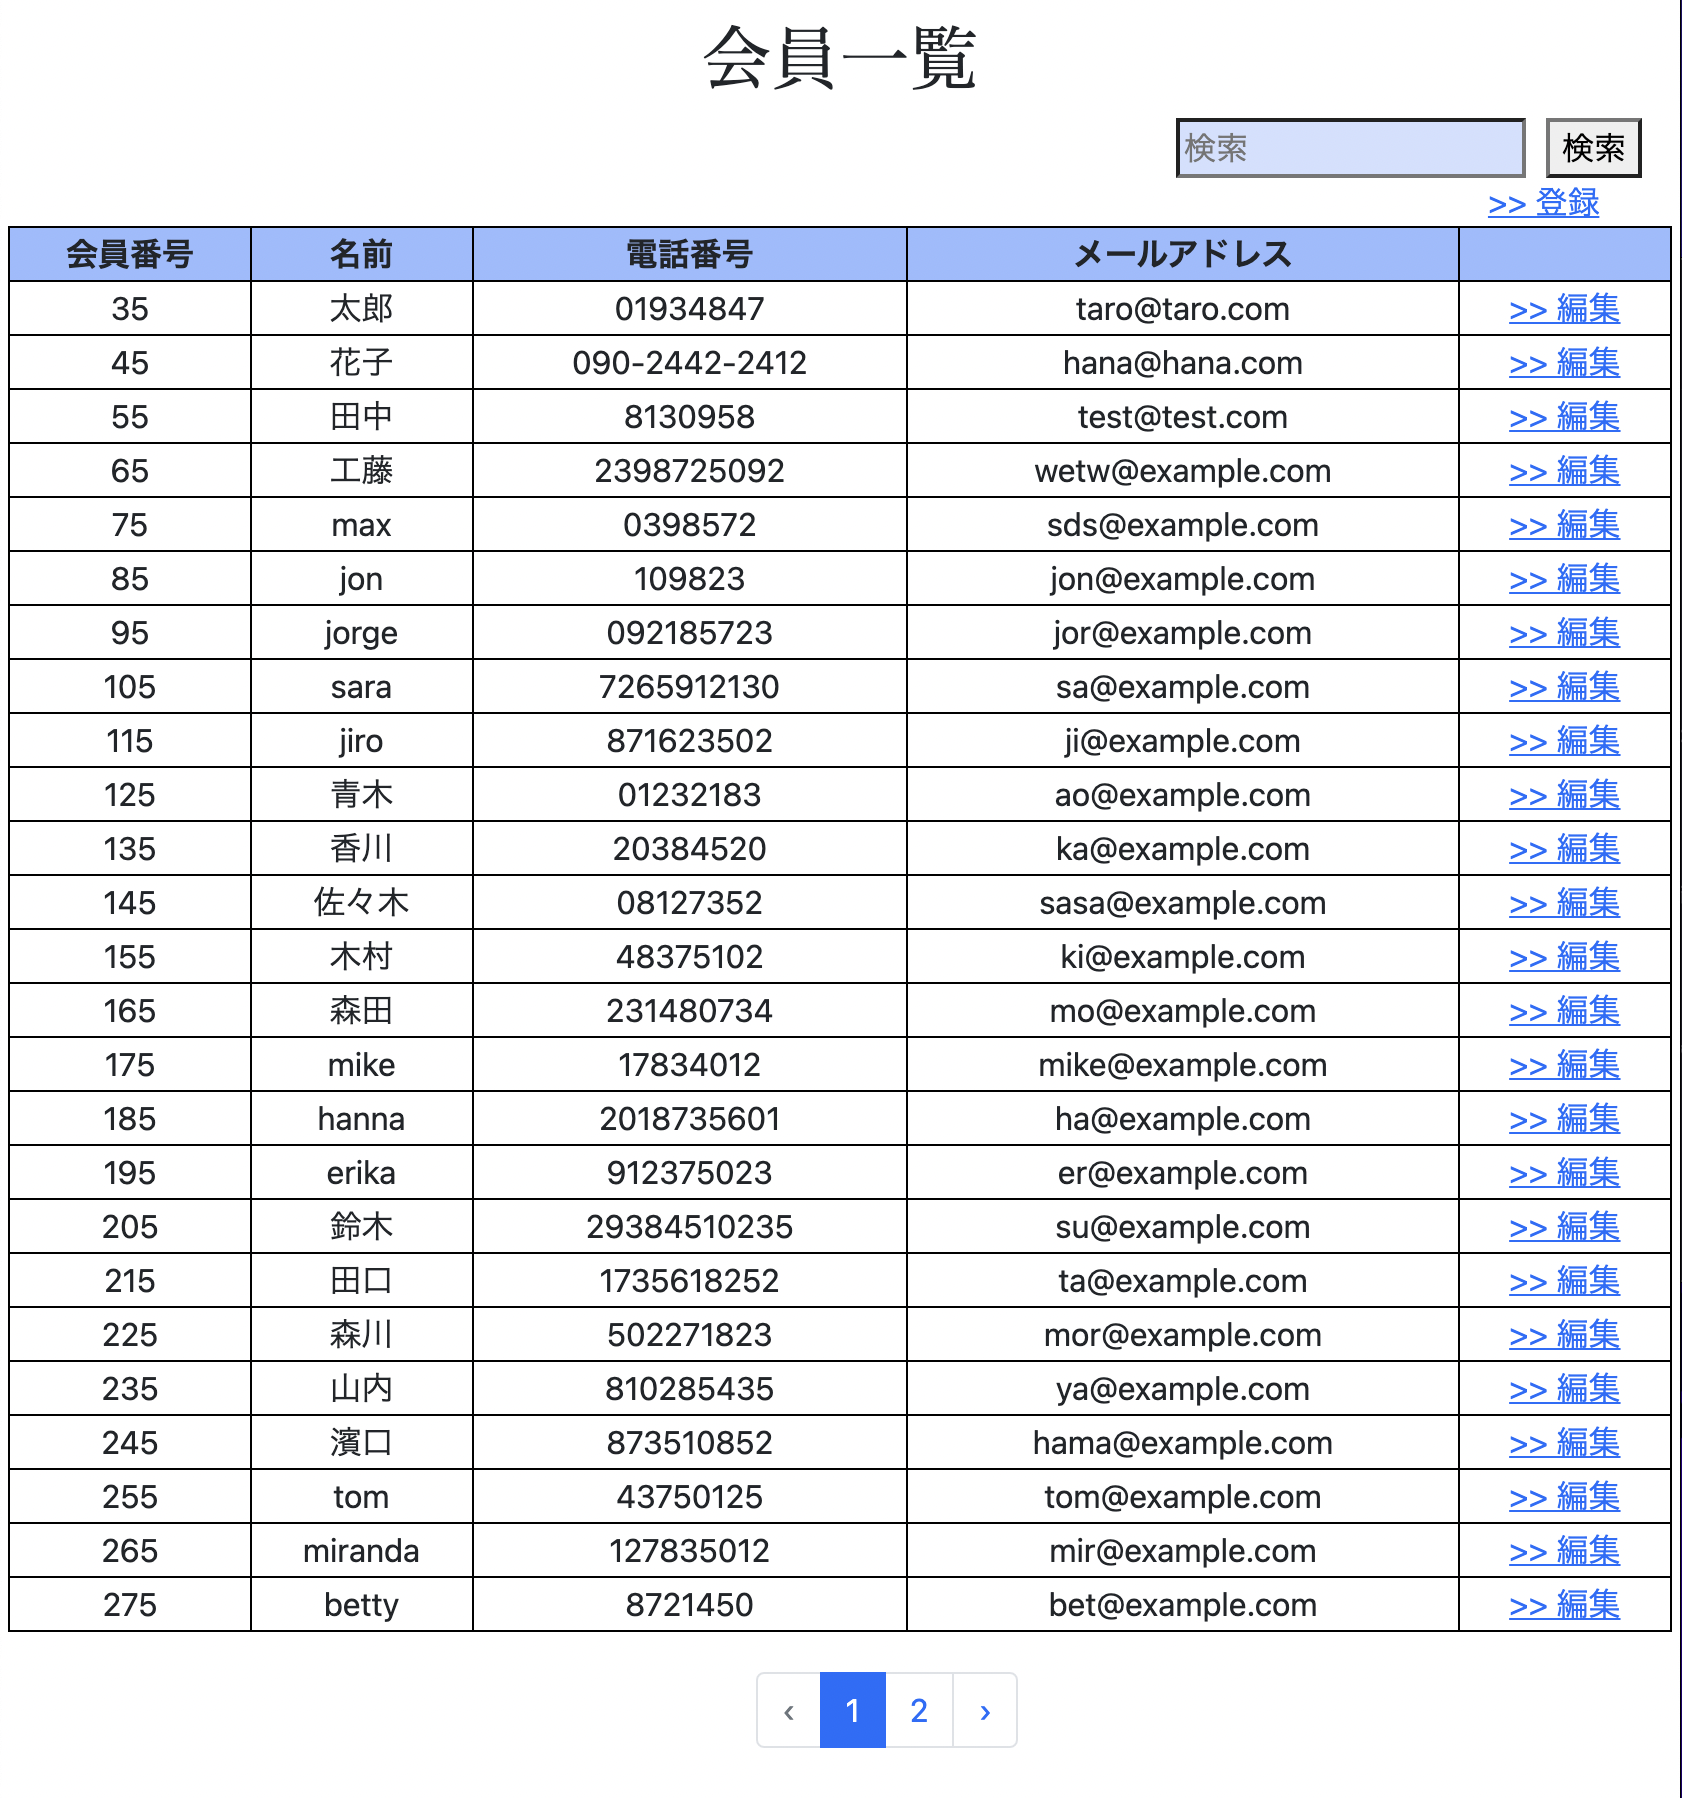 会員一覧
検索 検索
>> 登録
会員番号 名前 電話番号 メールアドレス
35 太郎 01934847 taro@taro.com >> 編集
45 花子 090-2442-2412 hana@hana.com >> 編集
55 田中 8130958 test@test.com >> 編集
65 工藤 2398725092 wetw@example.com >> 編集
75 max 0398572 sds@example.com >> 編集
85 jon 109823 jon@example.com >> 編集
95 jorge 092185723 jor@example.com >> 編集
105 sara 7265912130 sa@example.com >> 編集
115 jiro 871623502 ji@example.com >> 編集
125 青木 01232183 ao@example.com >> 編集
135 香川 20384520 ka@example.com >> 編集
145 佐々木 08127352 sasa@example.com >> 編集
155 木村 48375102 ki@example.com >> 編集
165 森田 231480734 mo@example.com >> 編集
175 mike 17834012 mike@example.com >> 編集
185 hanna 2018735601 ha@example.com >> 編集
195 erika 912375023 er@example.com >> 編集
205 鈴木 29384510235 su@example.com >> 編集
215 田口 1735618252 ta@example.com >> 編集
225 森川 502271823 mor@example.com >> 編集
235 山内 810285435 ya@example.com >> 編集
245 濱口 873510852 hama@example.com >> 編集
255 tom 43750125 tom@example.com >> 編集
265 miranda 127835012 mir@example.com >> 編集
275 betty 8721450 bet@example.com >> 編集
‹ 1 2 ›